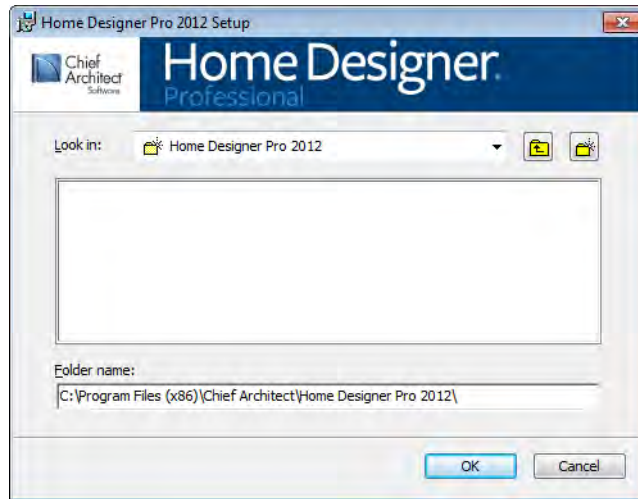 Home Designer Pro 2012 Setup
Chief
Architect
Software
Home Designer®
Professional
Look in:
Home Designer Pro 2012
Folder name:
C:\Program Files (x86)\Chief Architect\Home Designer Pro 2012\
OK
Cancel